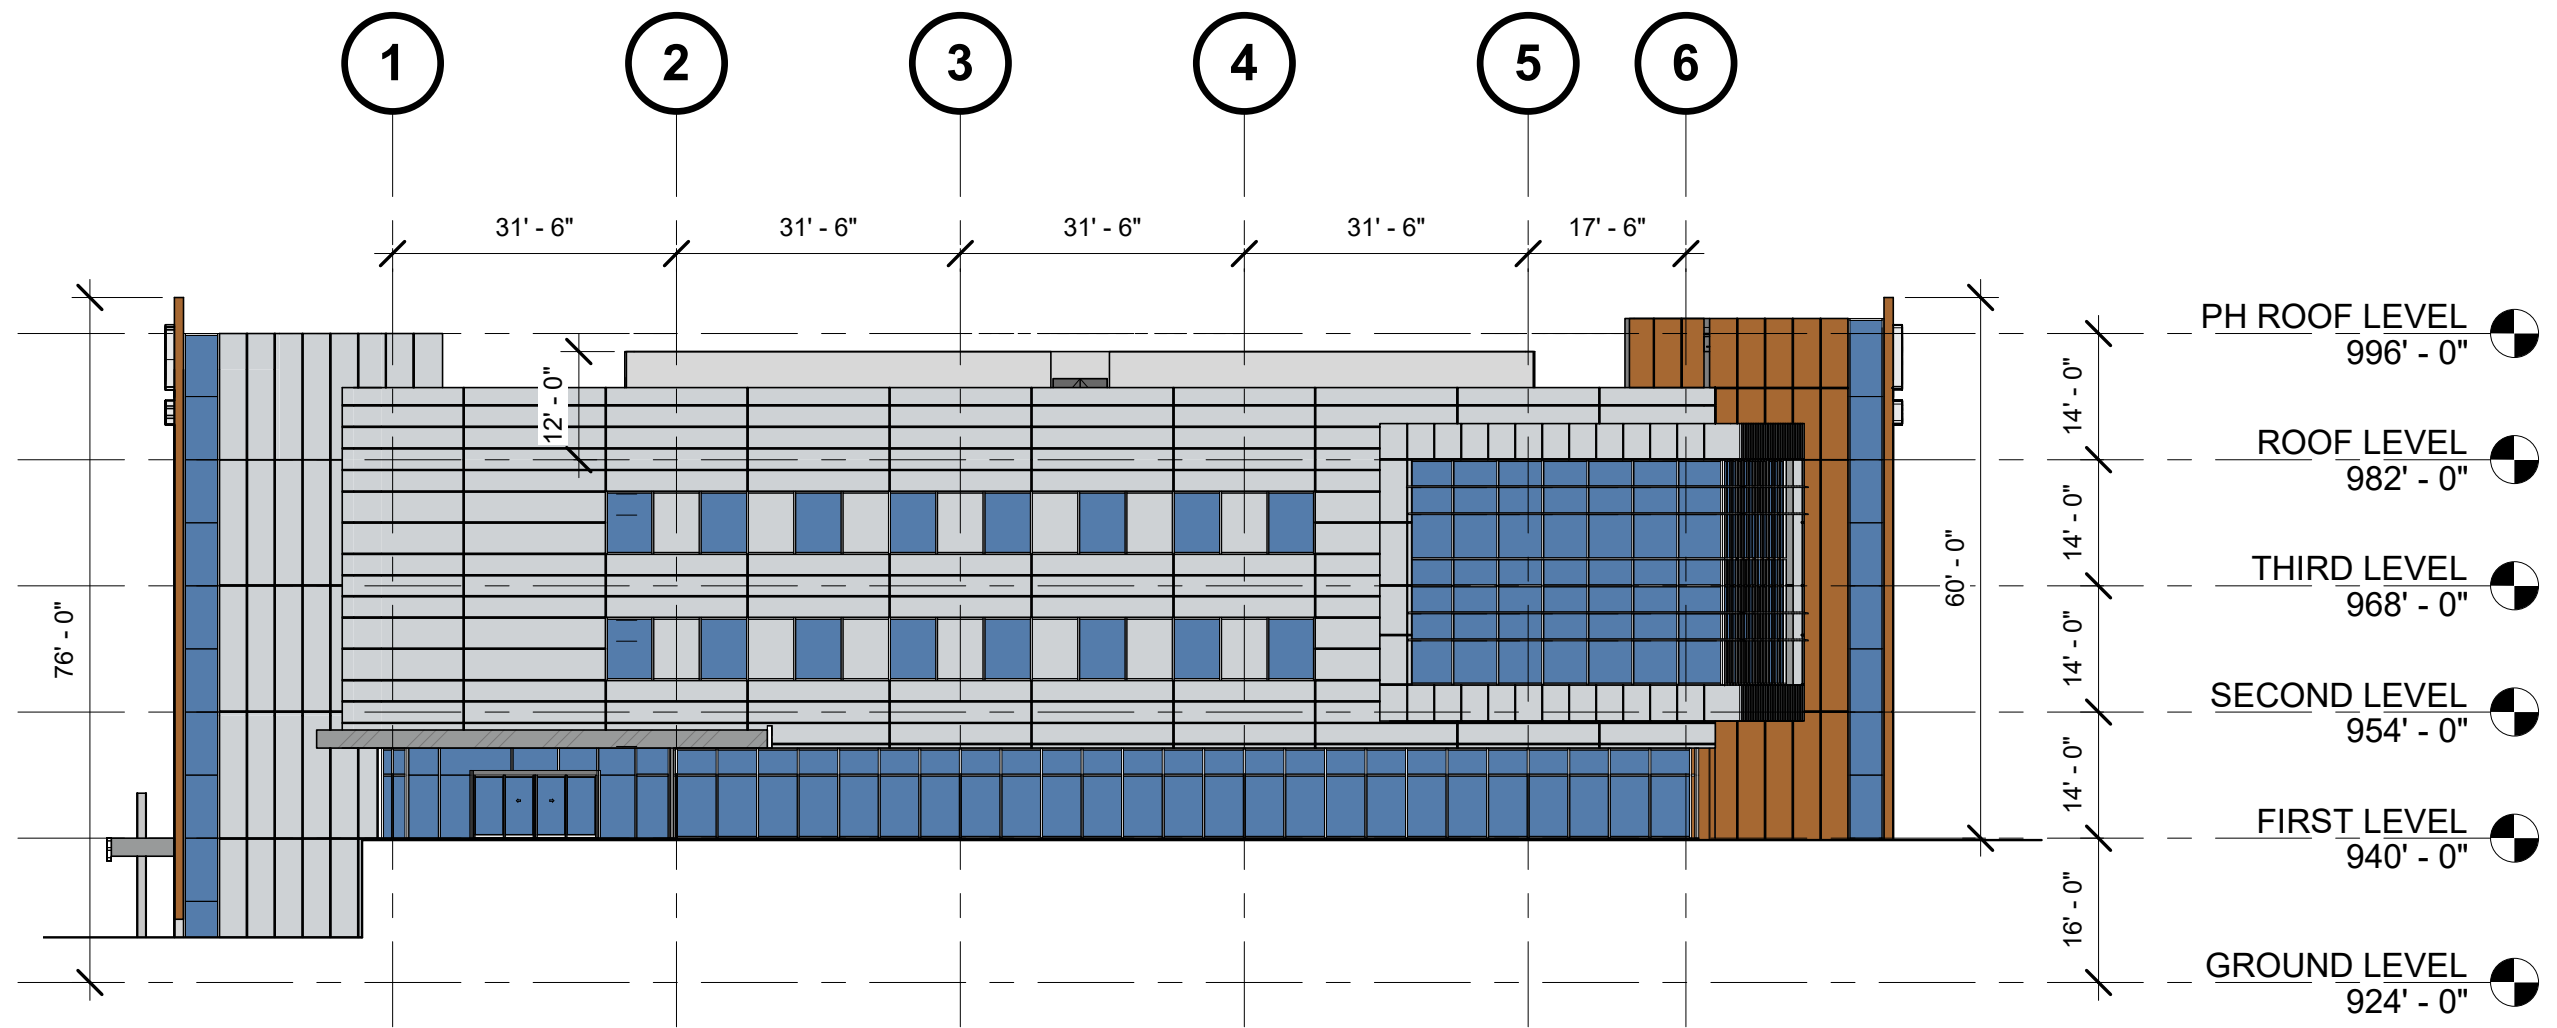 1 2 3 4 5 6
31' - 6" 31' - 6" 31' - 6" 31' - 6" 17' - 6"
PH ROOF LEVEL
996' - 0"
12' - 0"
14' - 0"
ROOF LEVEL
982' - 0"
14' - 0"
60' - 0"
THIRD LEVEL
968' - 0"
76' - 0"
14' - 0"
SECOND LEVEL
954' - 0"
14' - 0"
FIRST LEVEL
940' - 0"
16' - 0"
GROUND LEVEL
924' - 0"